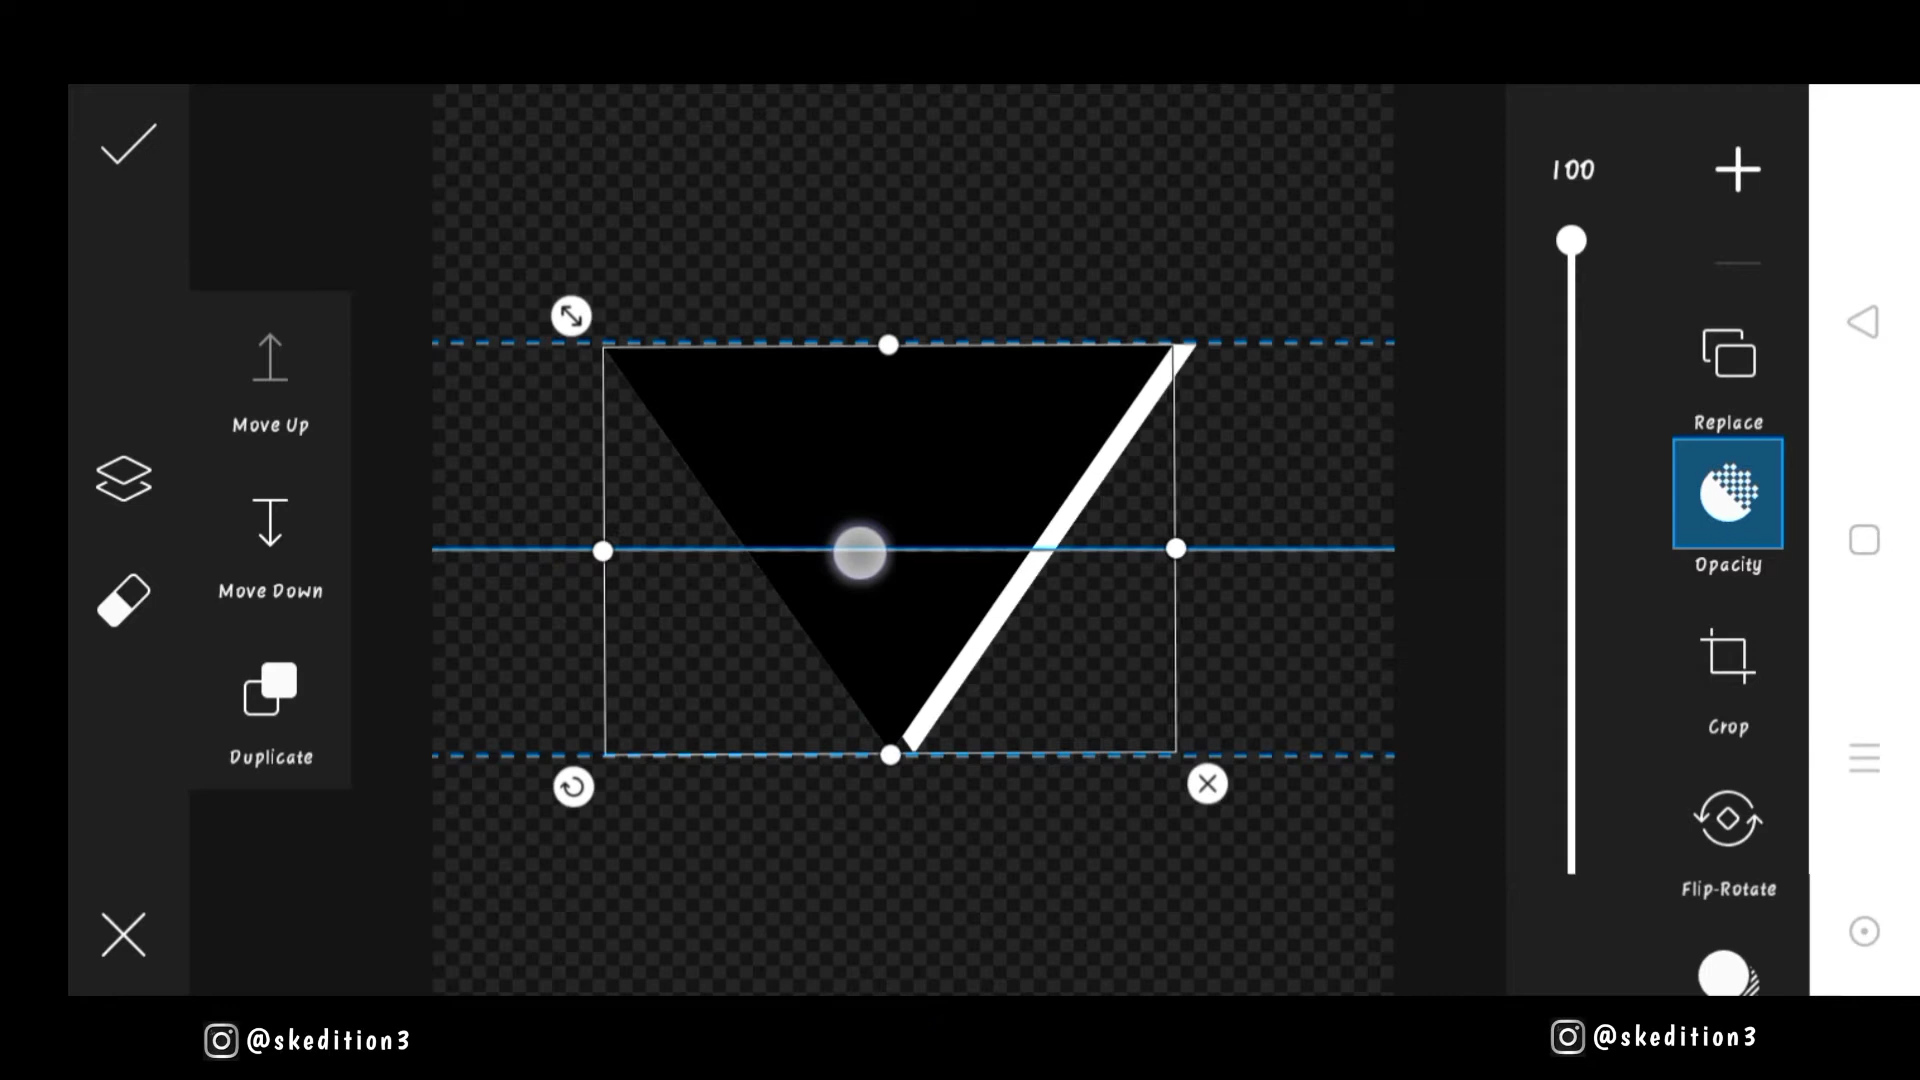 100
Move Up
Replace
Opacity
Move Down
Crop
Duplicate
Flip-Rotate
@skedition3
@skedition3